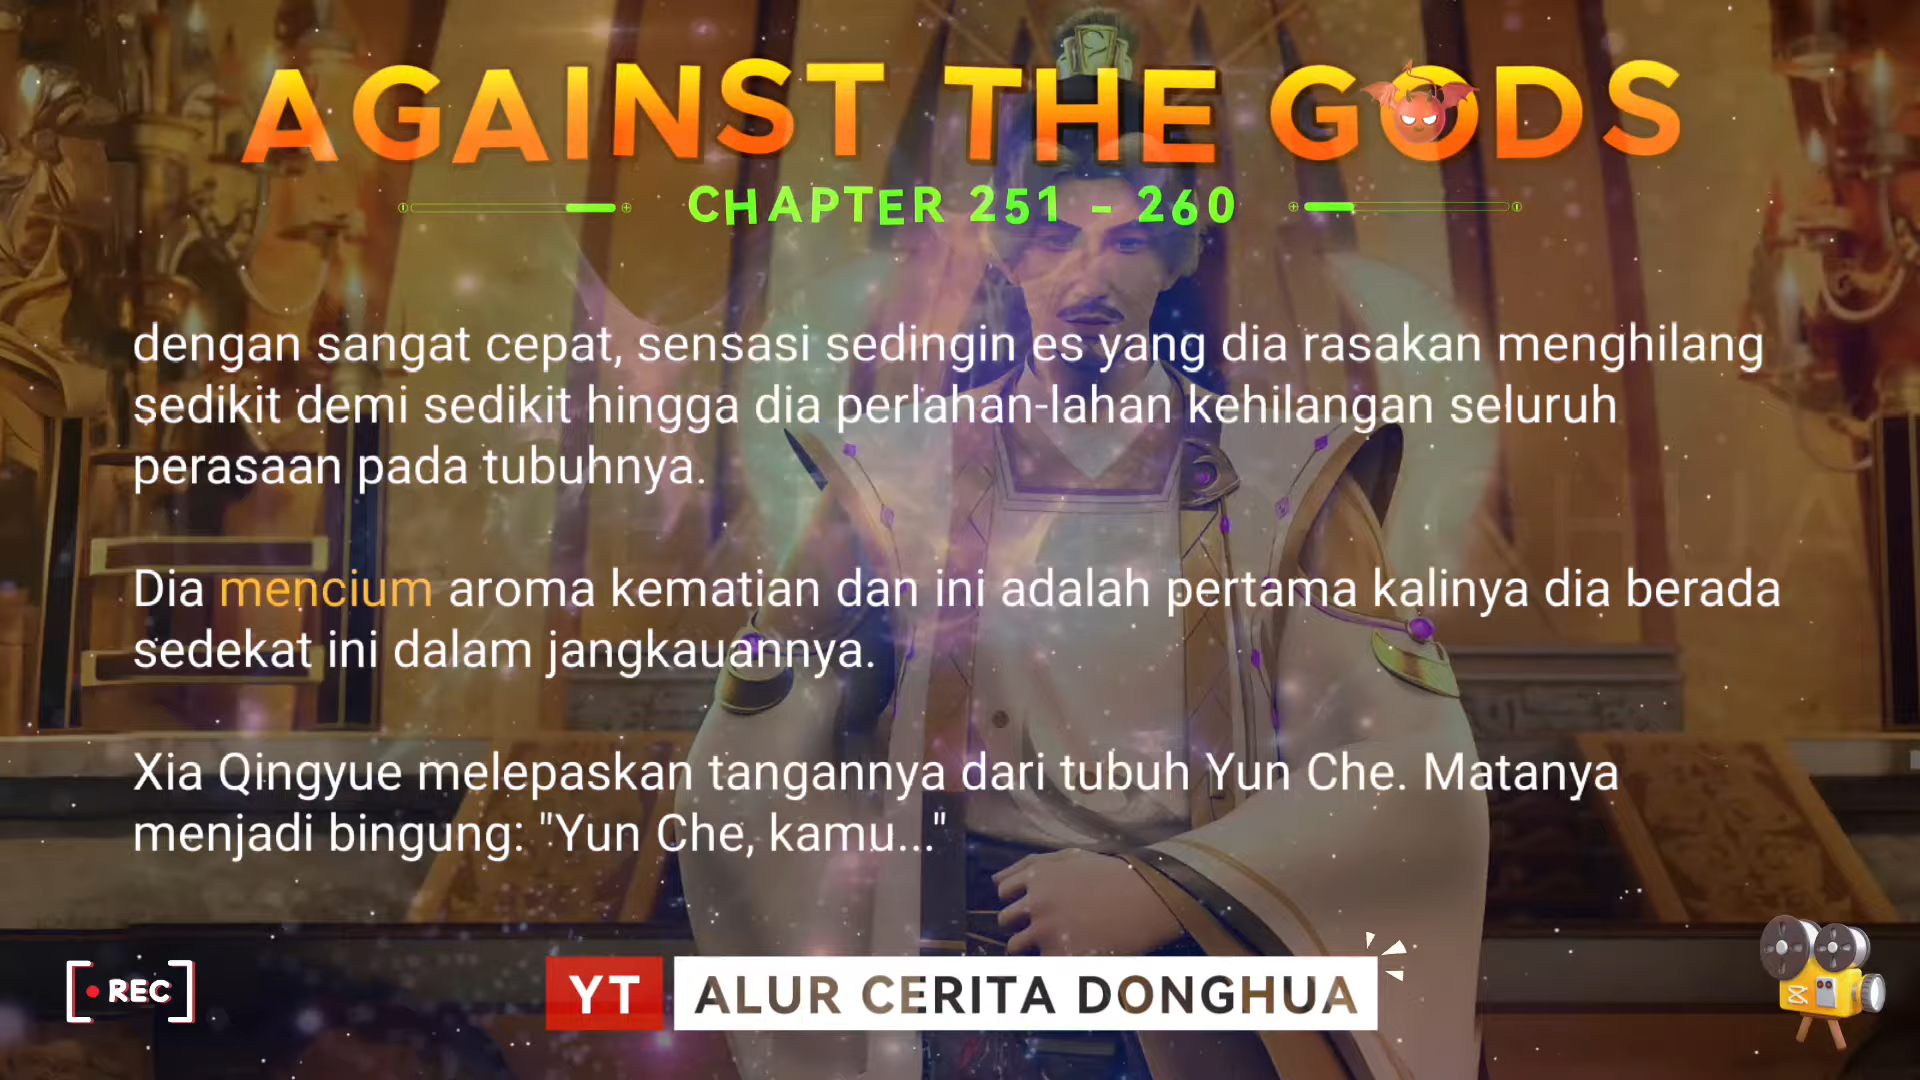 AGAINST THE GODS
CHAPTER 251 - 260
dengan sangat cepat, sensasi sedingin es yang dia rasakan menghilang
sedikit demi sedikit hingga dia perlahan-lahan kehilangan seluruh
perasaan pada tubuhnya.
Dia mencium aroma kematian dan ini adalah pertama kalinya dia berada
sedekat ini dalam jangkauannya.
Xia Qingyue melepaskan tangannya dari tubuh Yun Che. Matanya
menjadi bingung: "Yun Che, kamu..."
REC
YT ALUR CERITA DONGHUA